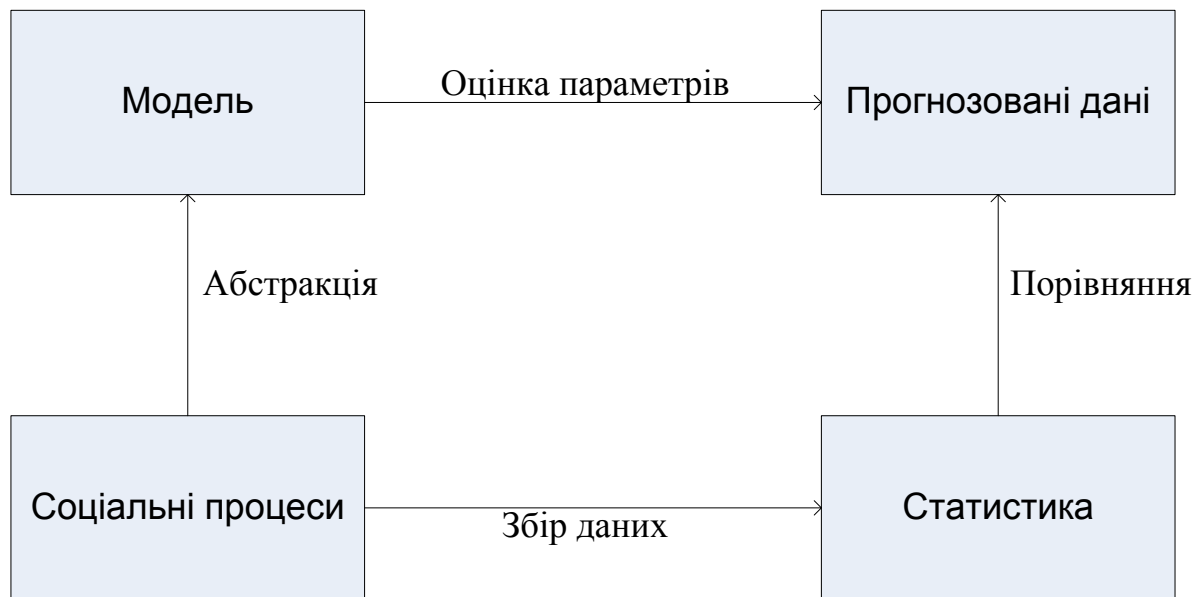 Модель
Оцінка параметрів
Прогнозовані дані
Абстракція
Порівняння
Соціальні процеси
Збір даних
Статистика